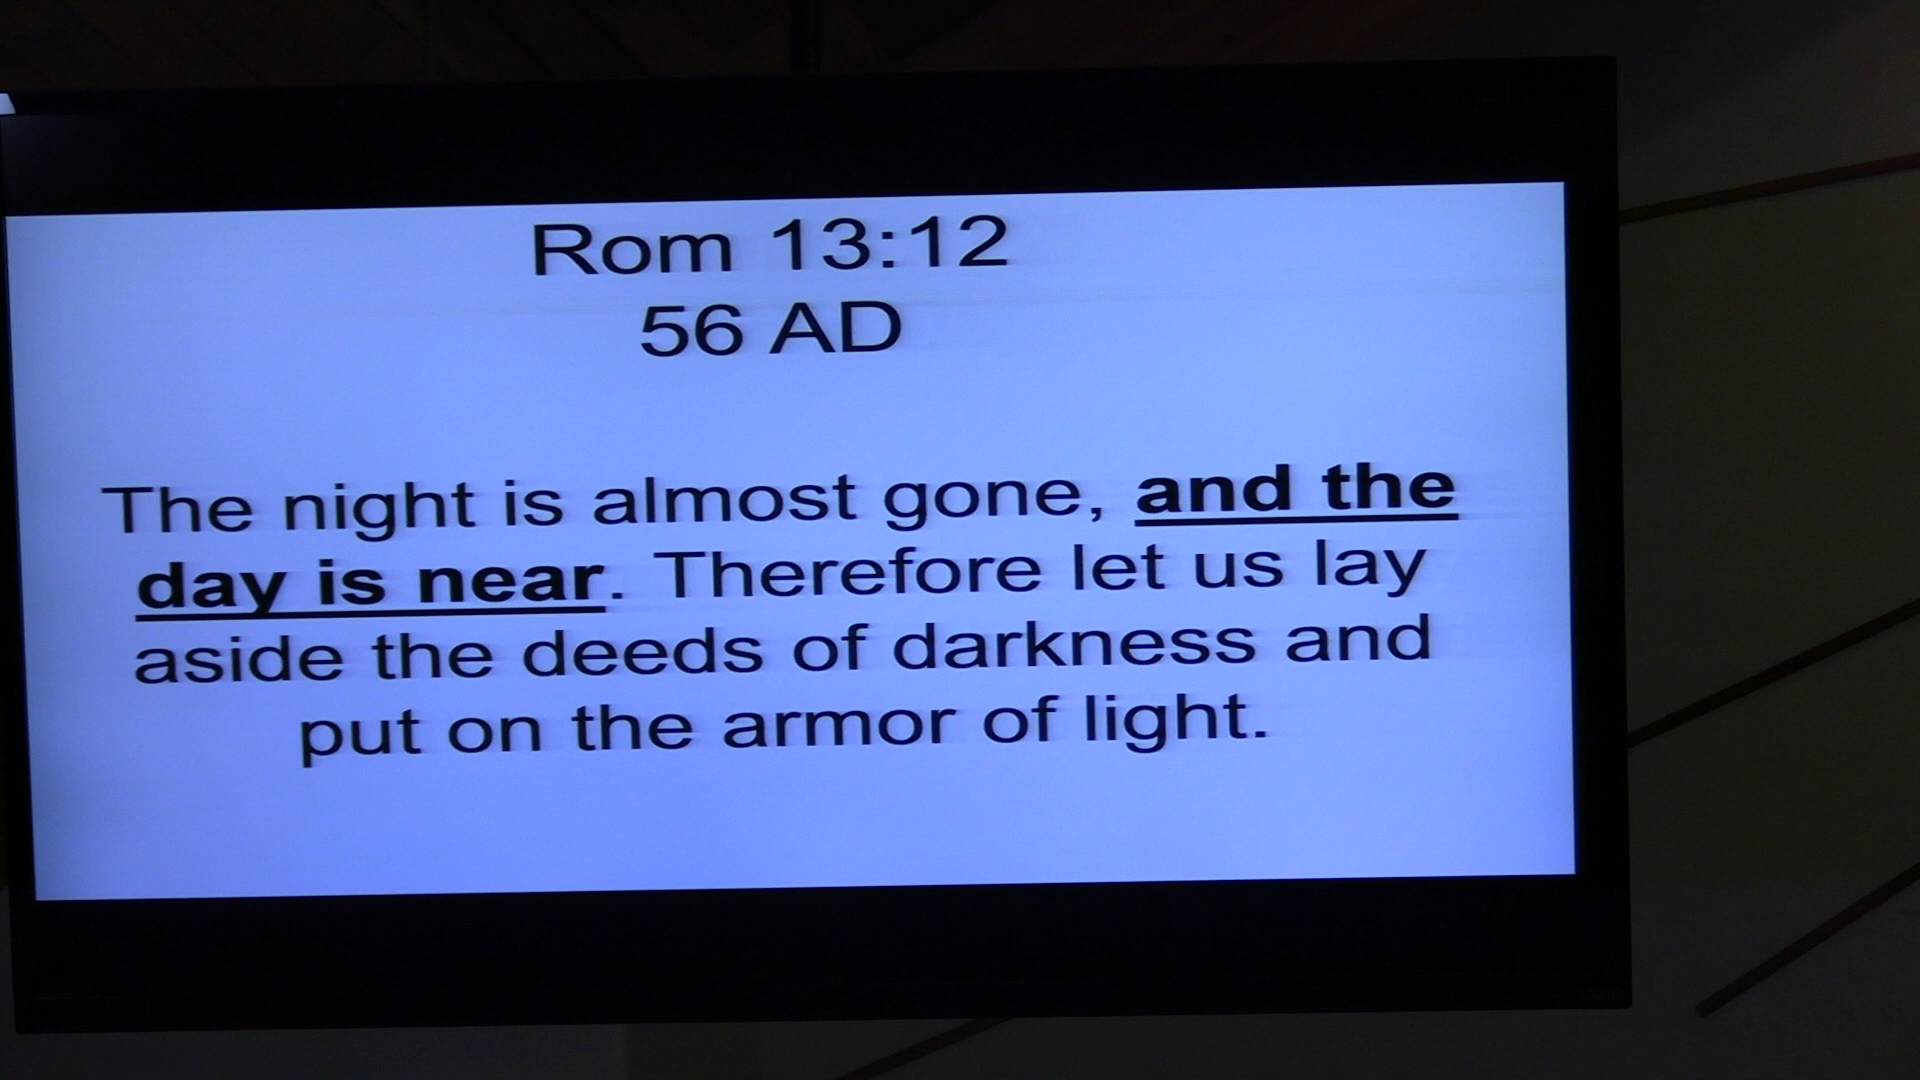 Rom 13:12
56 AD
The night is almost gone, and the
day is near. Therefore let us lay
aside the deeds of darkness and
put on the armor of light.